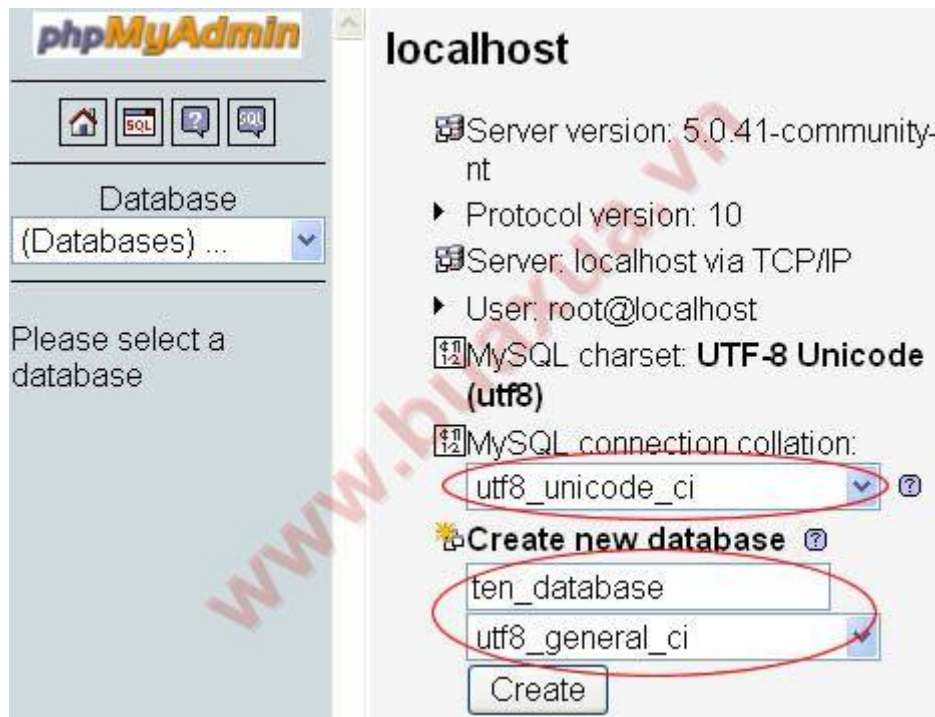 phpMyAdmin
SQL
?
SQL
Database
(Databases) ...
Please select a
database
localhost
Server version: 5.0.41-community-
nt
Protocol version: 10
Server: localhost via TCP/IP
User: root@localhost
MySQL charset: UTF-8 Unicode
(utf8)
MySQL connection collation:
utf8_unicode_ci
?
Create new database
?
ten_database
utf8_general_ci
Create
www.buaxua.vn